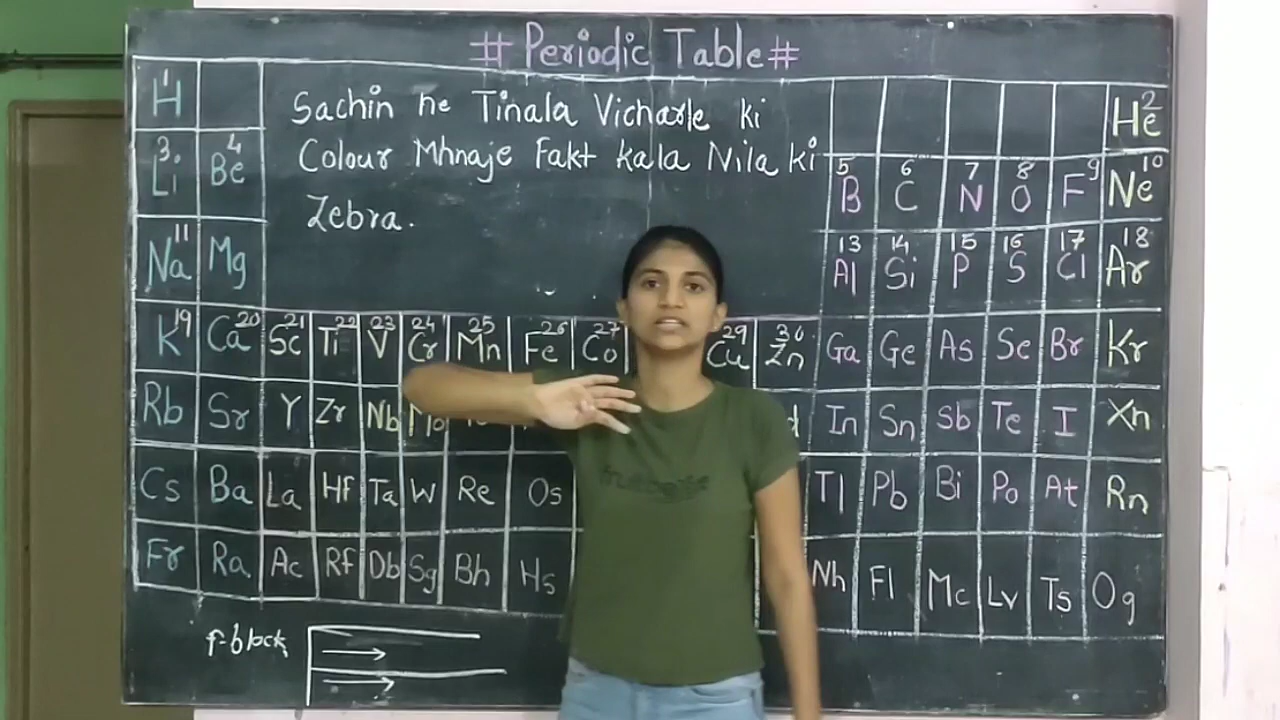 # Periodic Table #
Sachin ne Tinala Vicharle ki
Colour Mhnaje Fakt Kala Nila ki
Zebra.
1 H 2 He
3 Li 4 Be 5 B 6 C 7 N 8 O 9 F 10 Ne
11 Na Mg 13 Al 14 Si 15 P 16 S 17 Cl 18 Ar
19 K 20 Ca 21 Sc 22 Ti 23 V 24 Cr 25 Mn 26 Fe 27 Co 29 Cu 30 Zn Ga Ge As Se Br Kr
Rb Sr Y Zr Nb Mo In Sn Sb Te I Xn
Cs Ba La Hf Ta W Re Os Tl Pb Bi Po At Rn
Fr Ra Ac Rf Db Sg Bh Hs Nh Fl Mc Lv Ts Og
f-block